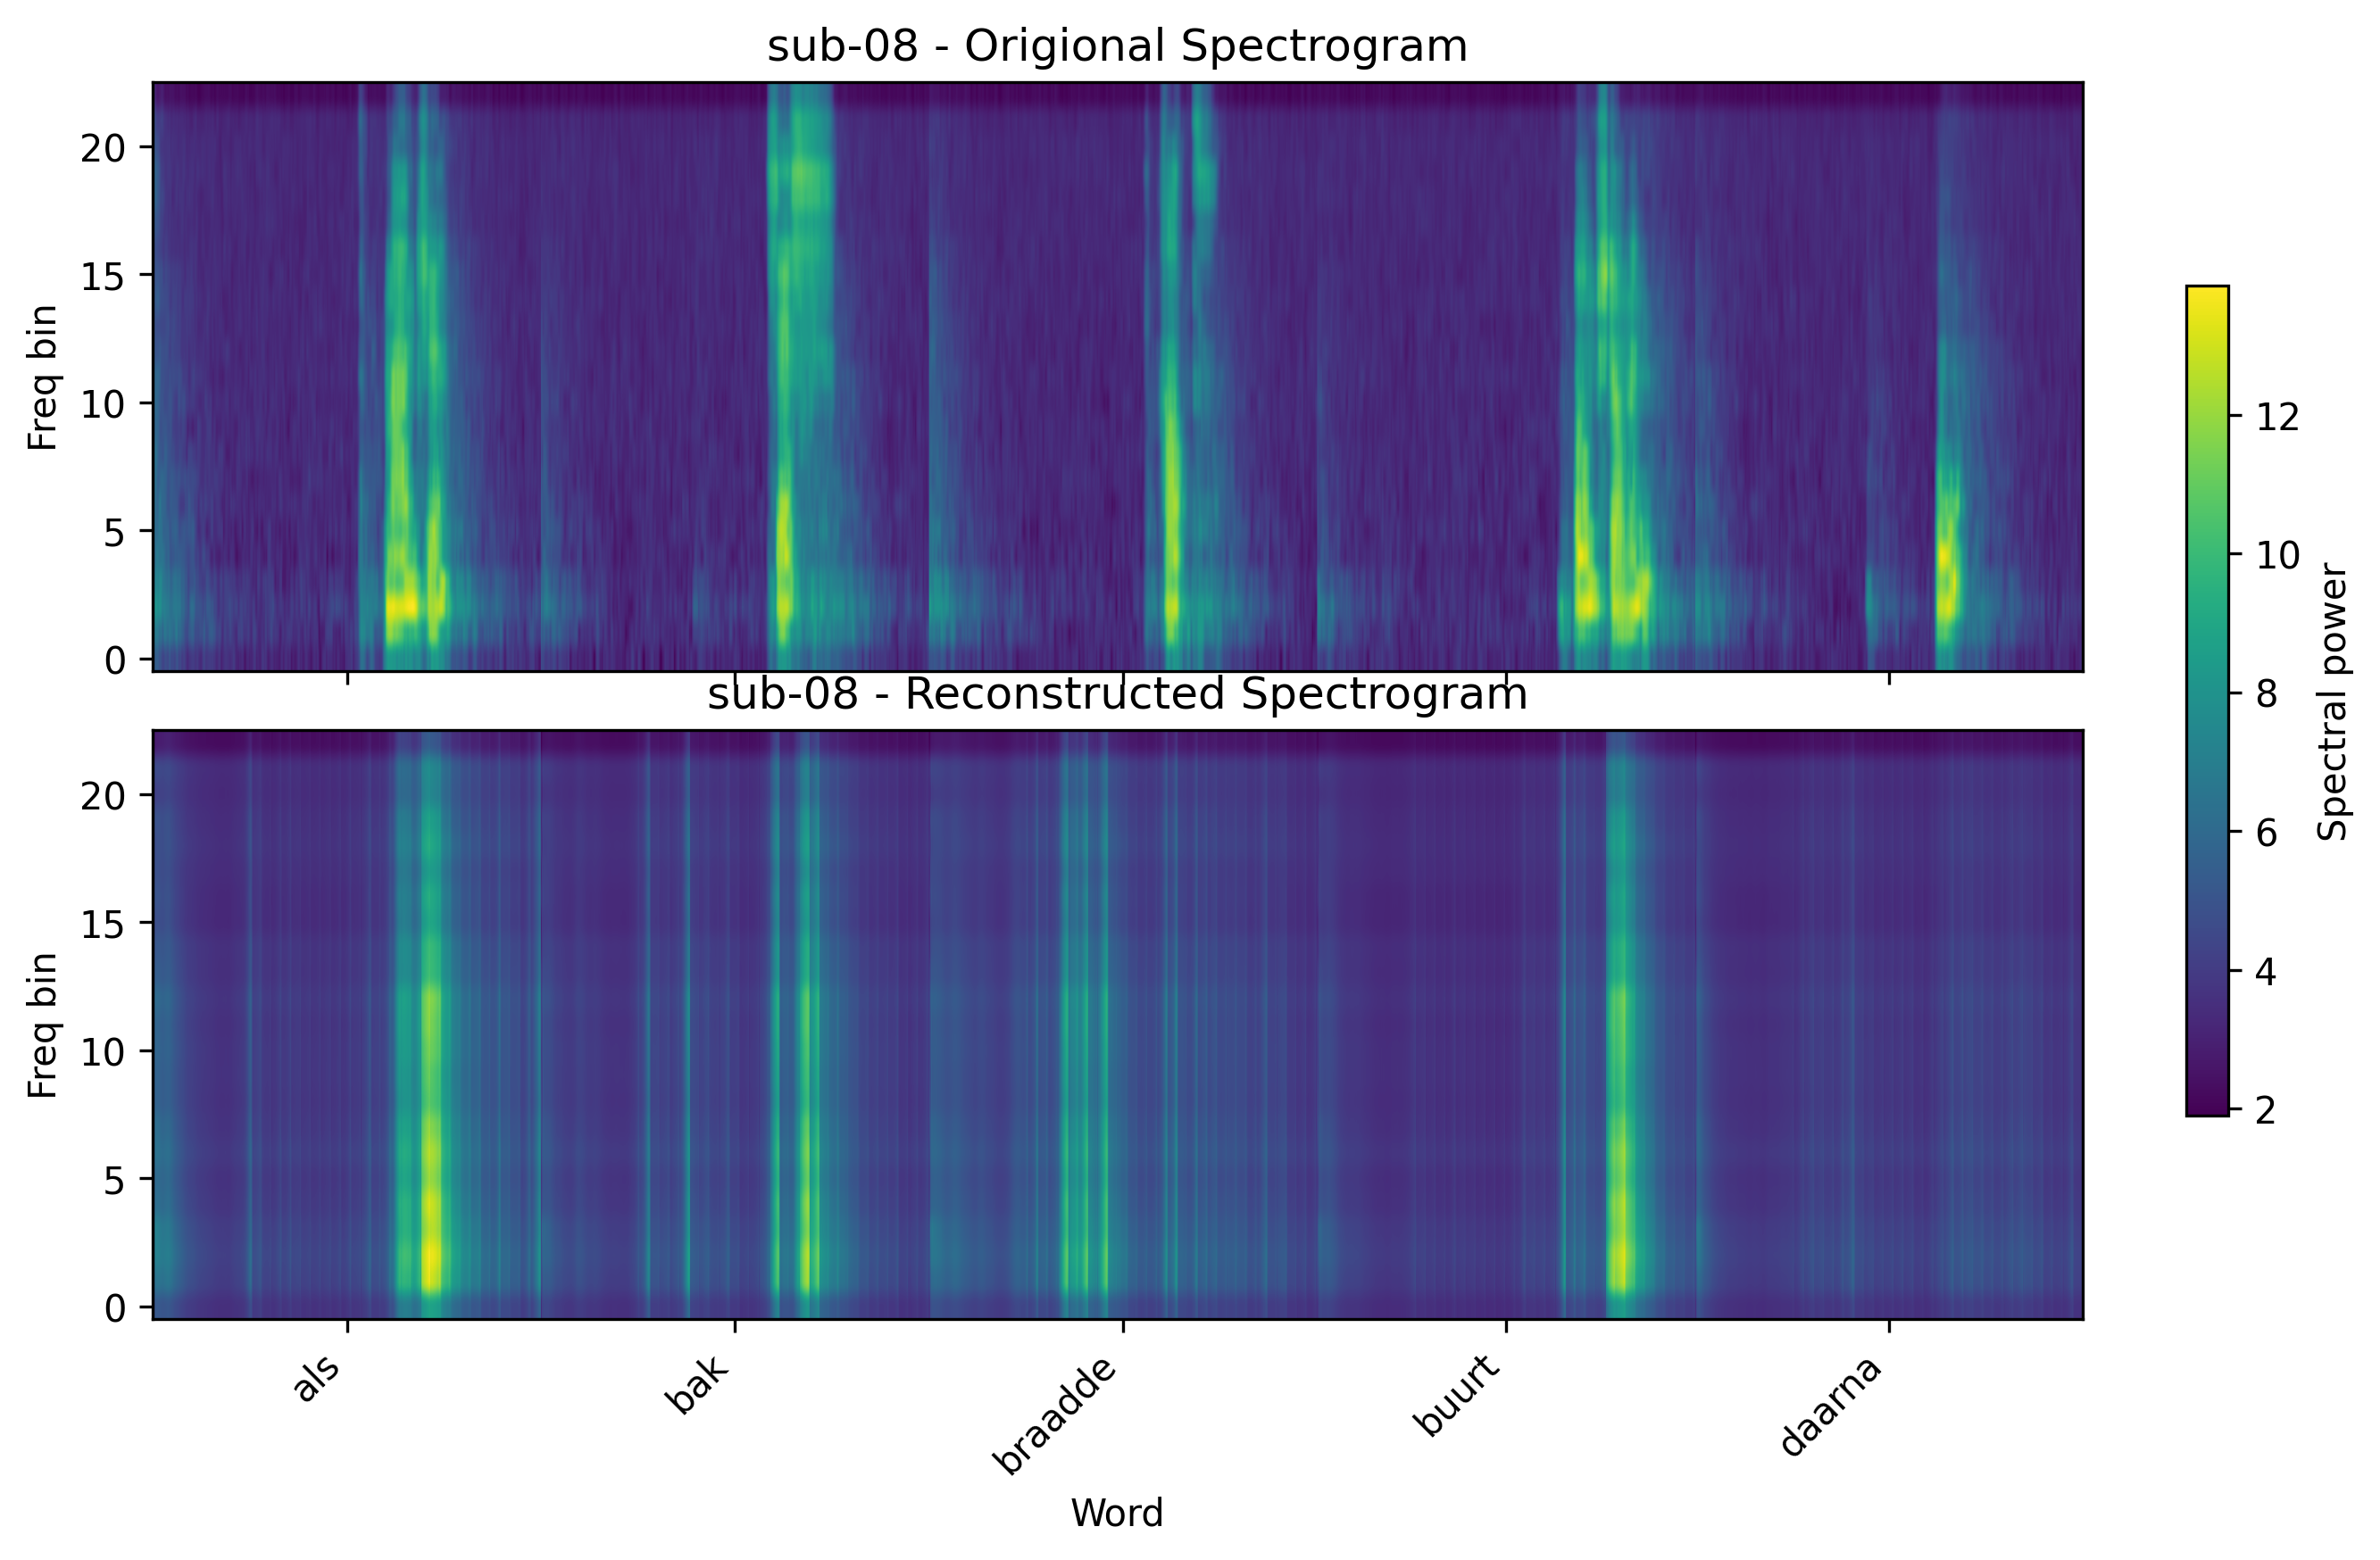 sub-08 - Origional Spectrogram
20
15
10
5
0
Freq bin
sub-08 - Reconstructed Spectrogram
20
15
10
5
0
Freq bin
als
bak
braadde
buurt
daarna
Word
12
10
8
6
4
2
Spectral power